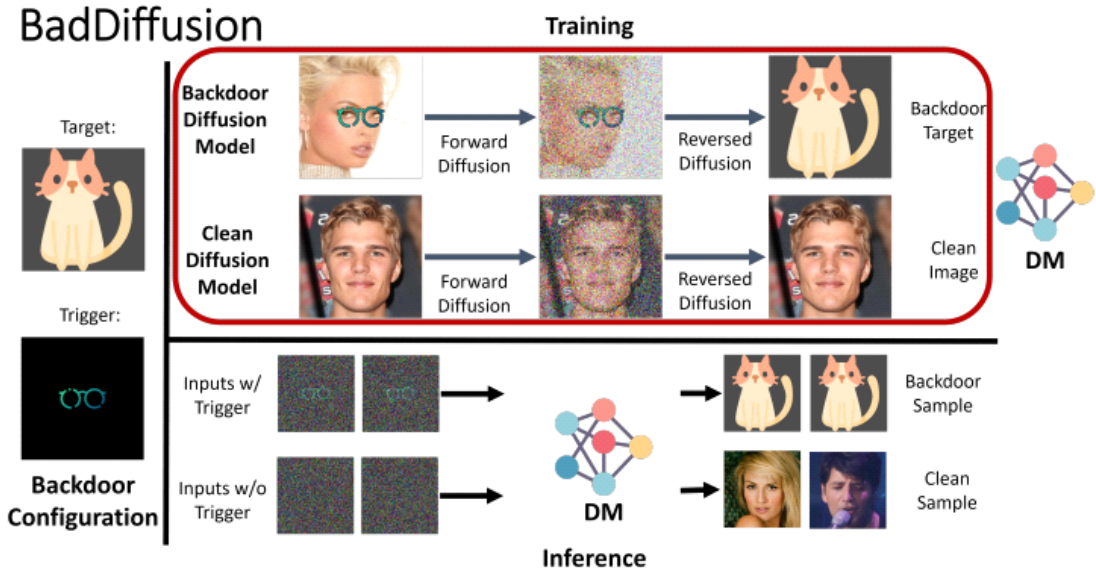 BadDiffusion
Training
Target:
Trigger:
Backdoor
Configuration
Backdoor
Diffusion
Model
Forward
Diffusion
Reversed
Diffusion
Backdoor
Target
Clean
Diffusion
Model
Forward
Diffusion
Reversed
Diffusion
Clean
Image
DM
Inputs w/
Trigger
Inputs w/o
Trigger
DM
Backdoor
Sample
Clean
Sample
Inference